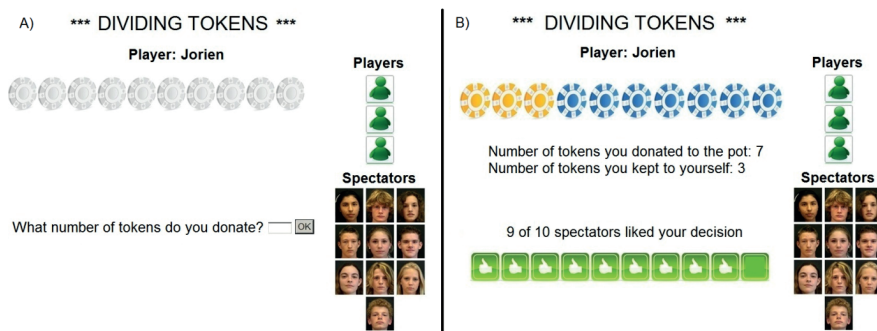 A)
*** DIVIDING TOKENS ***
Player: Jorien
Players
Spectators
What number of tokens do you donate? OK
B)
*** DIVIDING TOKENS ***
Player: Jorien
Players
Number of tokens you donated to the pot: 7
Number of tokens you kept to yourself: 3
Spectators
9 of 10 spectators liked your decision